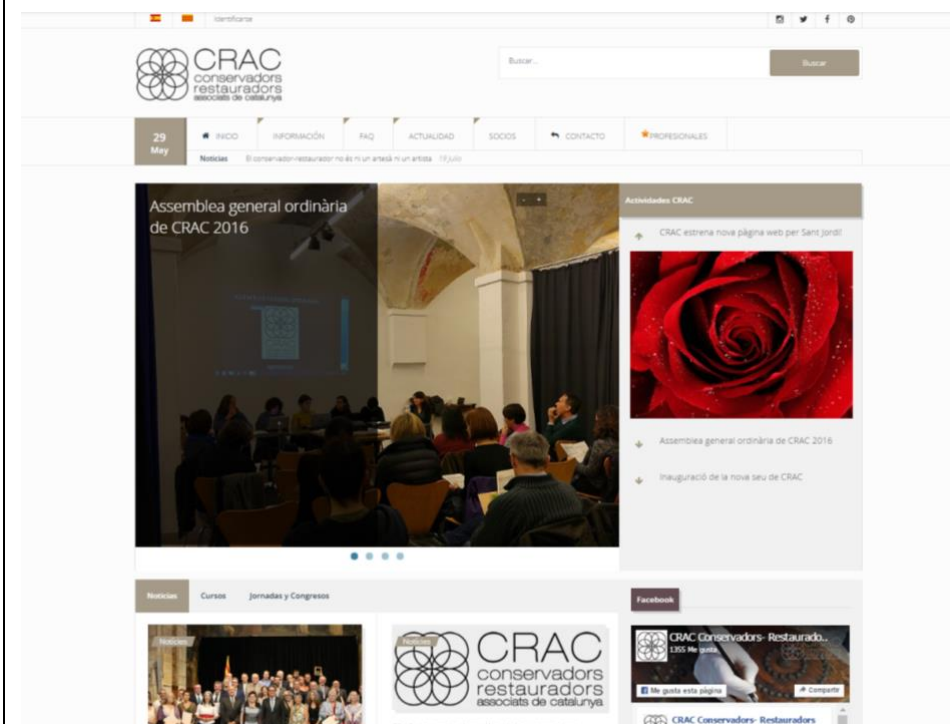 Identificarse
CRAC
conservadors
restauradors
associats de catalunya
Buscar...
Buscar
29
May
INICIO
INFORMACIÓN
FAQ
ACTUALIDAD
SOCIOS
CONTACTO
PROFESIONALES
Noticias El conservador-restaurador no és ni un artesà ni un artista 19 Julio
Assemblea general ordinària
de CRAC 2016
Actividades CRAC
CRAC estrena nova pàgina web per Sant Jordi!
Assemblea general ordinària de CRAC 2016
Inauguració de la nova seu de CRAC
Noticias
Cursos
Jornadas y Congresos
Facebook
Notícies
Notícies
CRAC
conservadors
restauradors
associats de catalunya
CRAC Conservadors- Restaurado..
1355 Me gusta
Me gusta esta página
Compartir
CRAC Conservadors- Restauradors